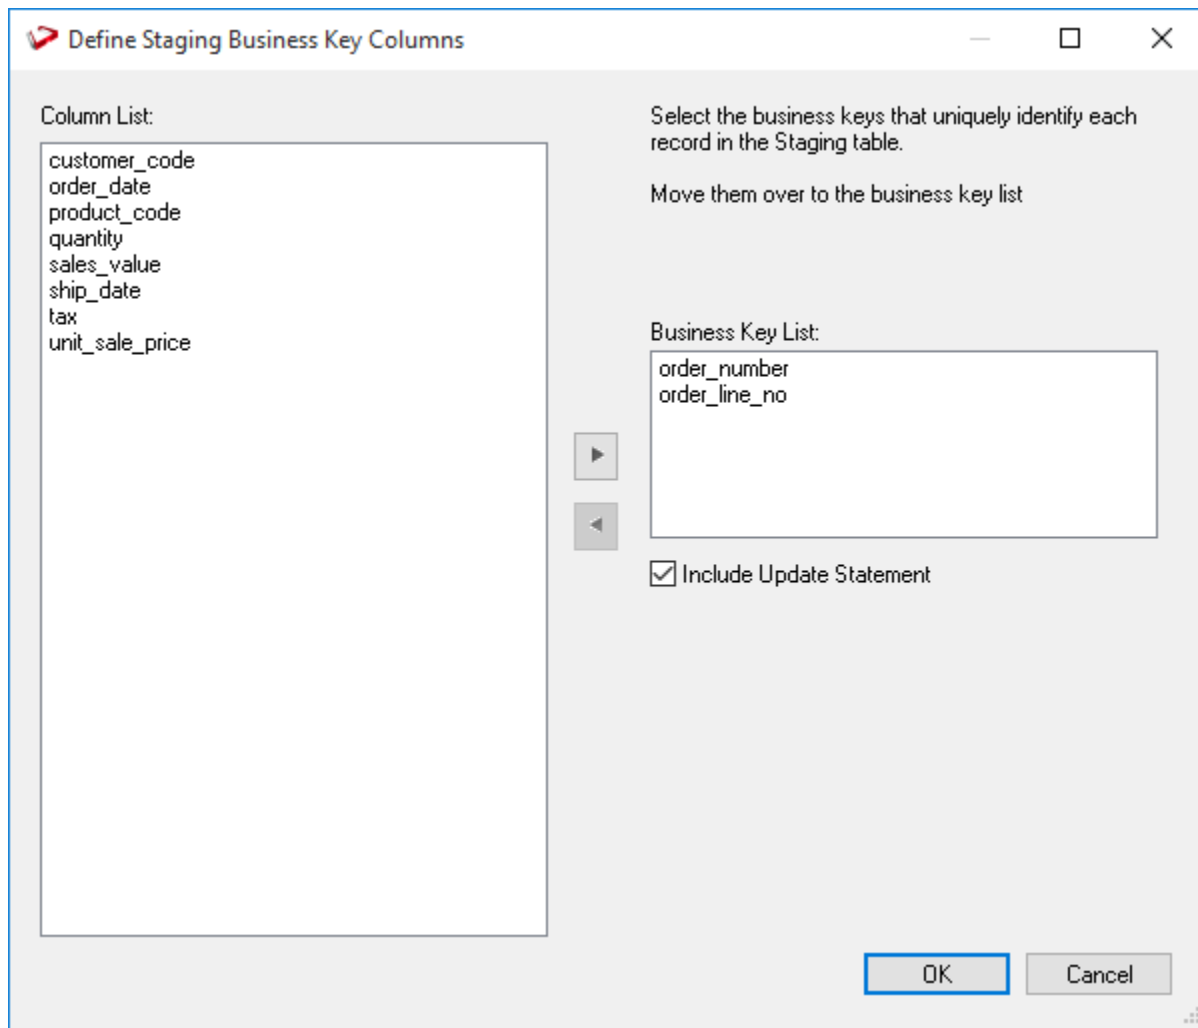 Define Staging Business Key Columns
Column List:
customer_code
order_date
product_code
quantity
sales_value
ship_date
tax
unit_sale_price
Select the business keys that uniquely identify each
record in the Staging table.
Move them over to the business key list
Business Key List:
order_number
order_line_no
Include Update Statement
OK
Cancel